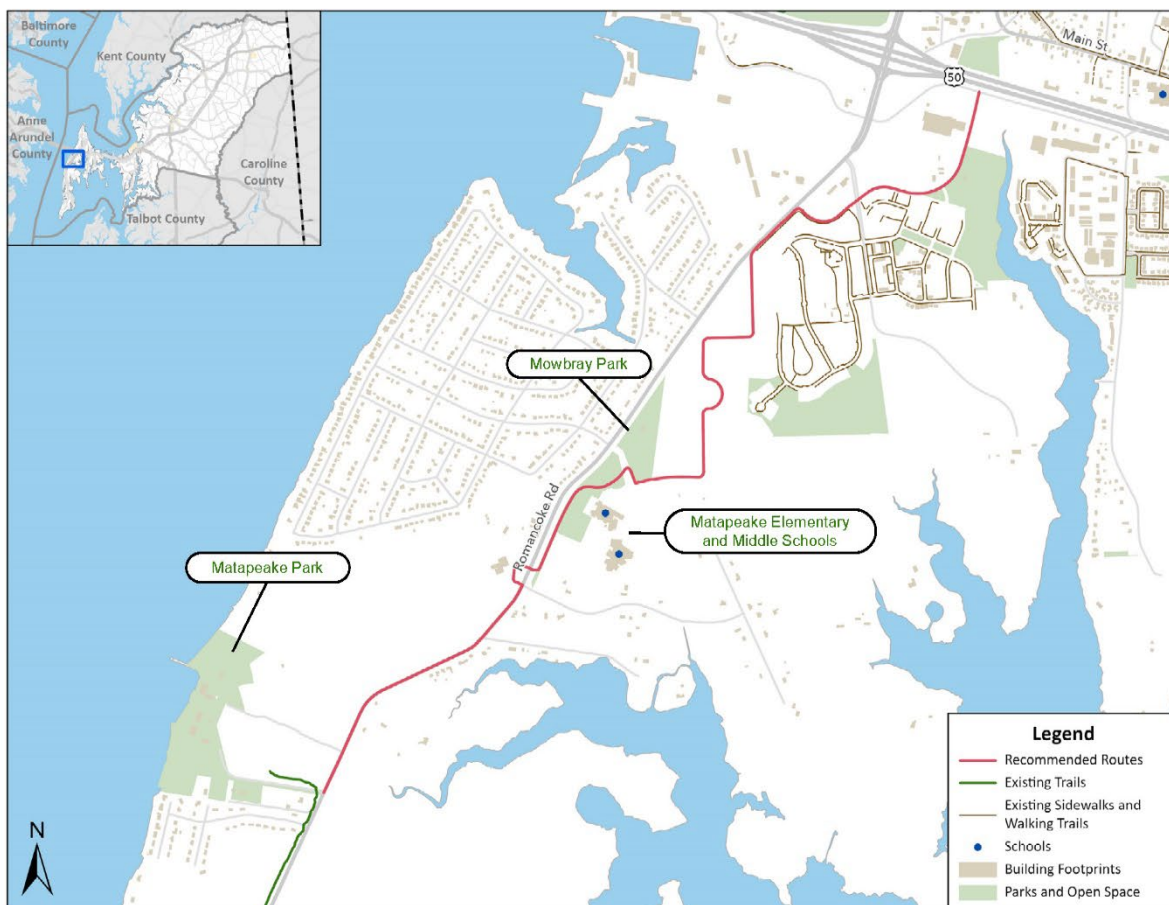 Baltimore
County
Kent County
Anne
Arundel
County
Caroline
County
Talbot County
Main St
50
Mowbray Park
Romancoke Rd
Matapeake Elementary
and Middle Schools
Matapeake Park
N
Legend
Recommended Routes
Existing Trails
Existing Sidewalks and
Walking Trails
Schools
Building Footprints
Parks and Open Space